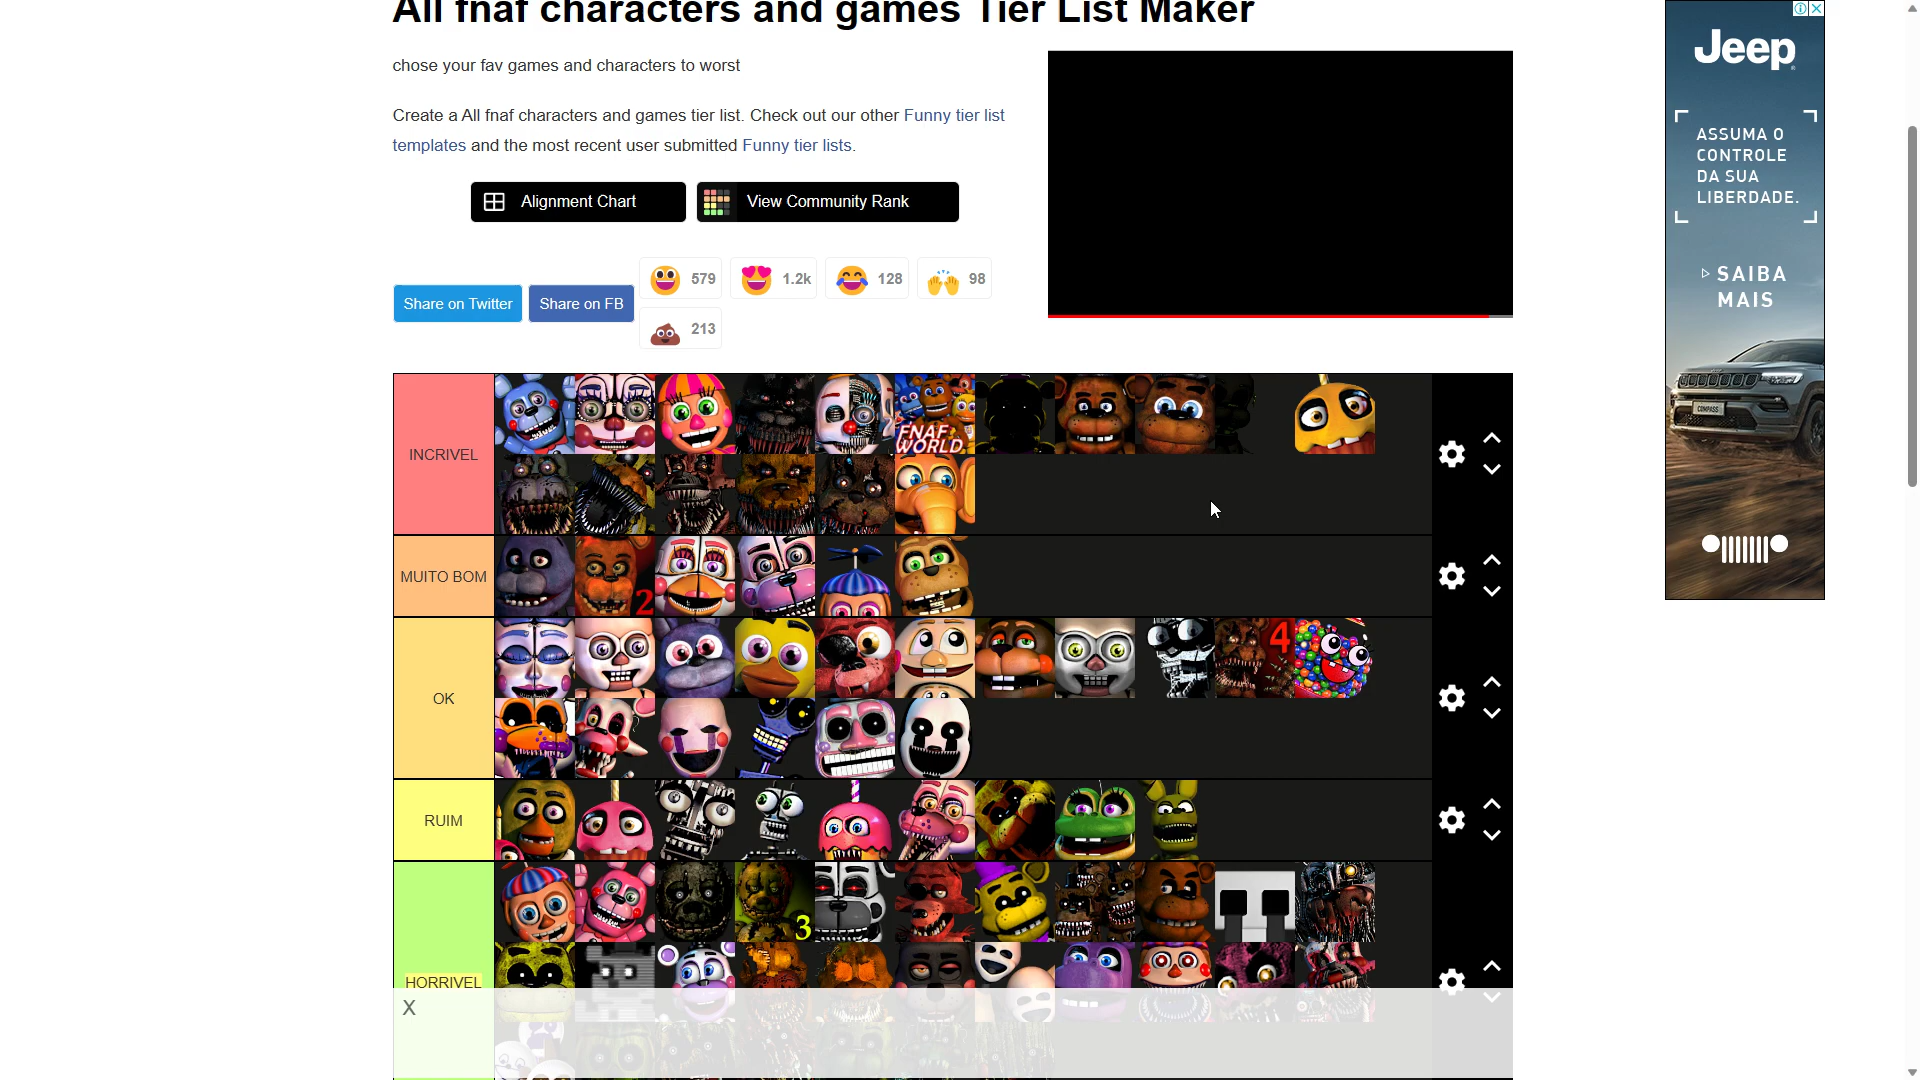 All fnaf characters and games Tier List Maker
chose your fav games and characters to worst
Create a All fnaf characters and games tier list. Check out our other Funny tier list
templates and the most recent user submitted Funny tier lists.
Alignment Chart
View Community Rank
Share on Twitter
Share on FB
579
1.2k
128
98
213
INCRIVEL
FNAF
WORLD
MUITO BOM
2
OK
4
RUIM
HORRIVEL
3
X
Jeep
ASSUMA O
CONTROLE
DA SUA
LIBERDADE.
SAIBA
MAIS
COMPASS